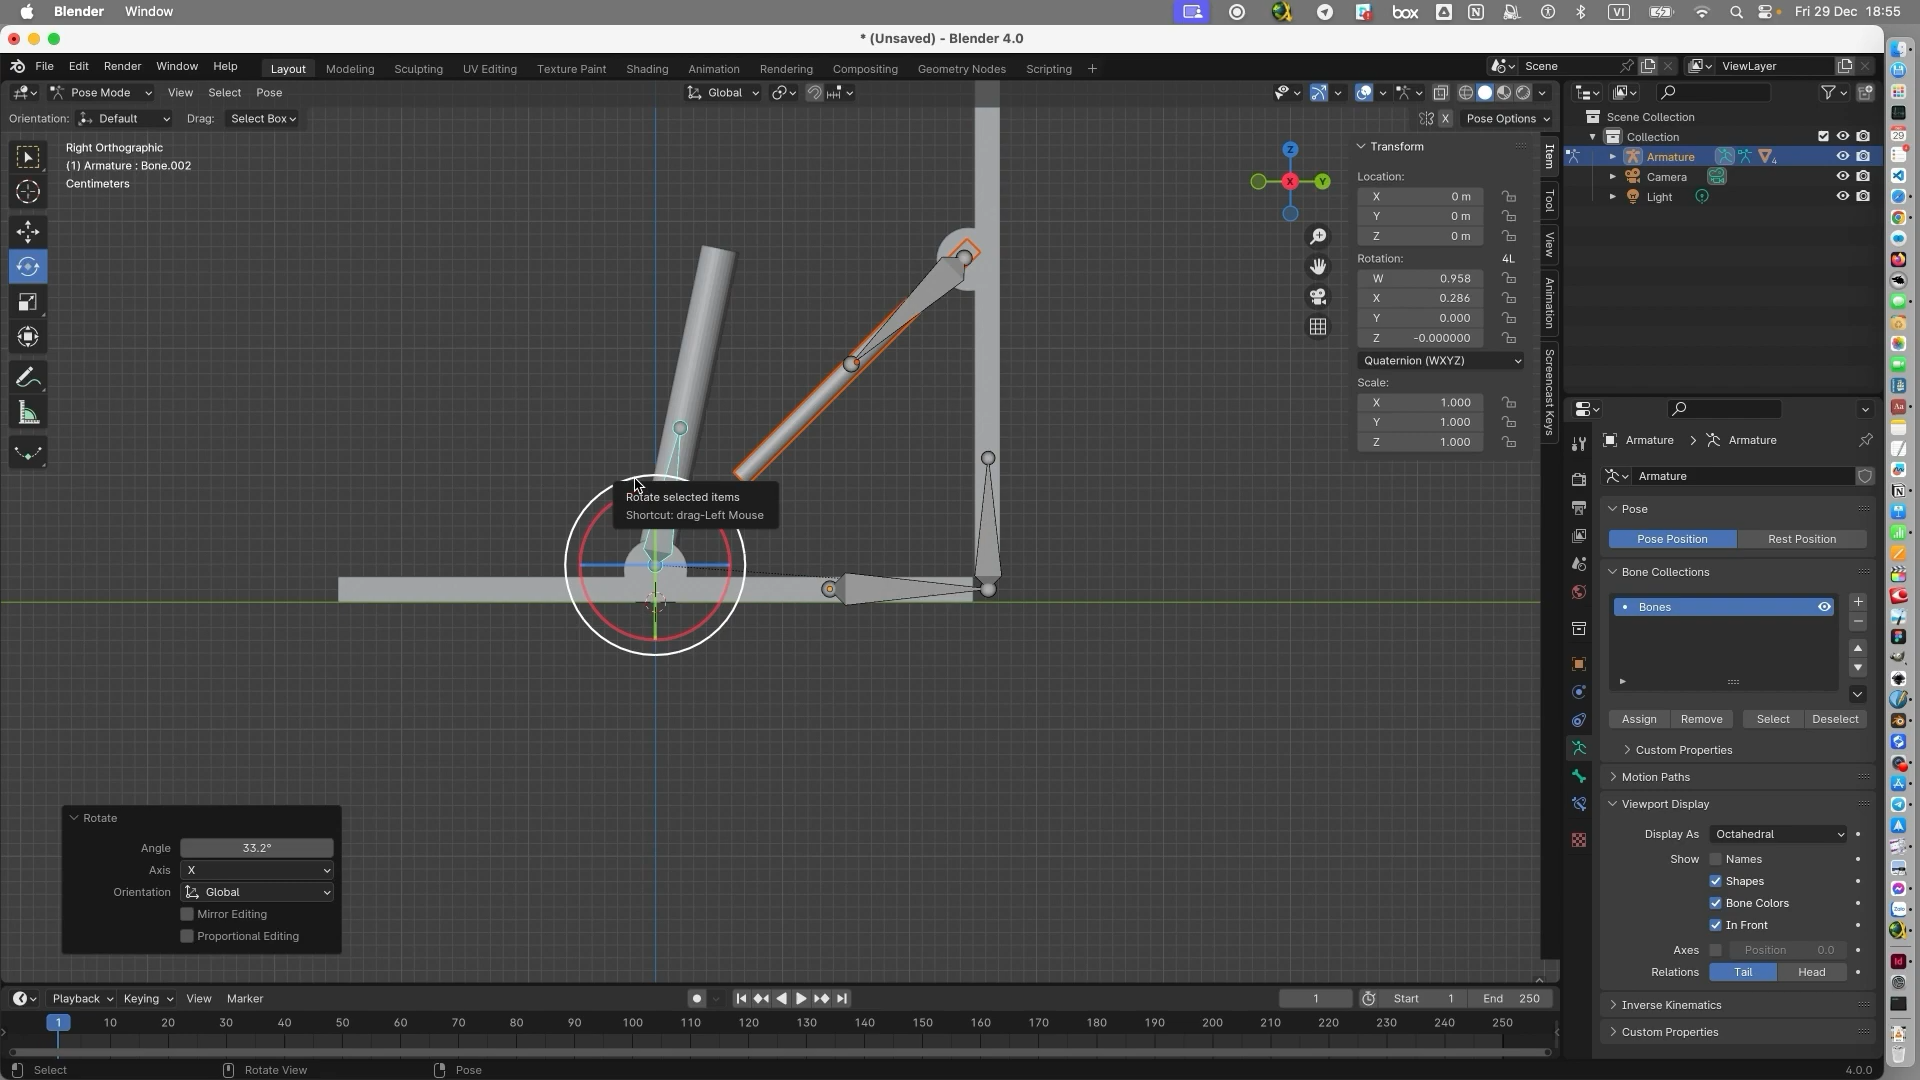 Blender Window
box
VI
Fri 29 Dec 18:55
* (Unsaved) - Blender 4.0
File Edit Render Window Help
Layout Modeling Sculpting UV Editing Texture Paint Shading Animation Rendering Compositing Geometry Nodes Scripting +
Scene
ViewLayer
Pose Mode View Select Pose
Global
Orientation: Default Drag: Select Box
X Pose Options
Right Orthographic
(1) Armature : Bone.002
Centimeters
Z
Y
X
Transform
Location:
X 0 m
Y 0 m
Z 0 m
Rotation: 4L
W 0.958
X 0.286
Y 0.000
Z -0.000000
Quaternion (WXYZ)
Scale:
X 1.000
Y 1.000
Z 1.000
Item
Tool
View
Animation
Screencast Keys
Rotate selected items
Shortcut: drag-Left Mouse
Rotate
Angle 33.2°
Axis X
Orientation Global
Mirror Editing
Proportional Editing
Scene Collection
Collection
Armature 4
Camera
Light
Armature > Armature
Armature
Pose
Pose Position Rest Position
Bone Collections
Bones
Assign Remove Select Deselect
Custom Properties
Motion Paths
Viewport Display
Display As Octahedral
Show Names
Shapes
Bone Colors
In Front
Axes Position 0.0
Relations Tail Head
Inverse Kinematics
Custom Properties
Playback Keying View Marker
1 Start 1 End 250
1 10 20 30 40 50 60 70 80 90 100 110 120 130 140 150 160 170 180 190 200 210 220 230 240 250
Select Rotate View Pose
4.0.0